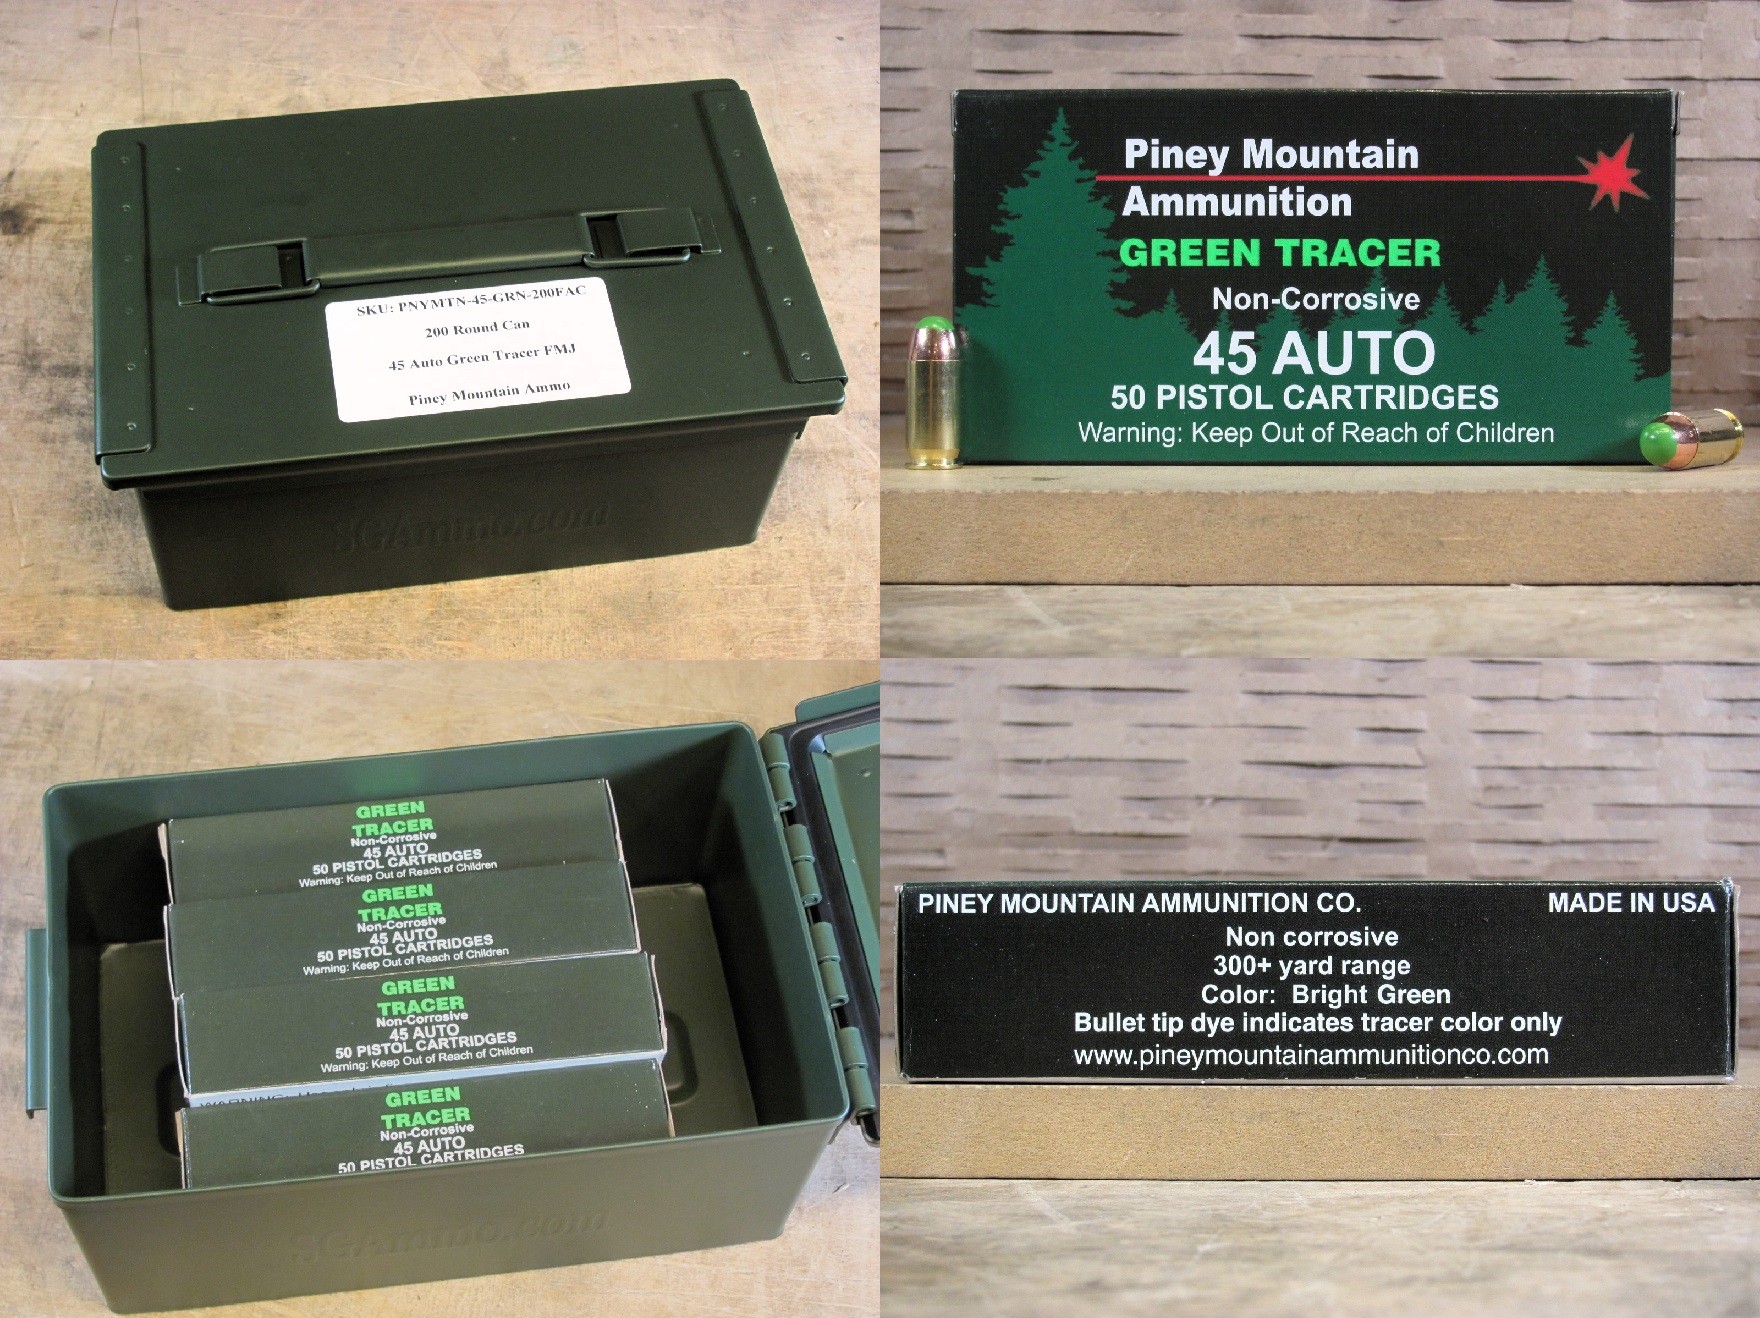 SKU: PNYMTN-45-GRN-200FAC
200 Round Can
45 Auto Green Tracer FMJ
Piney Mountain Ammo
SGAmmo.com
Piney Mountain
Ammunition
GREEN TRACER
Non-Corrosive
45 AUTO
50 PISTOL CARTRIDGES
Warning: Keep Out of Reach of Children
GREEN
TRACER
Non-Corrosive
45 AUTO
50 PISTOL CARTRIDGES
Warning: Keep Out of Reach of Children
GREEN
TRACER
Non-Corrosive
45 AUTO
50 PISTOL CARTRIDGES
Warning: Keep Out of Reach of Children
GREEN
TRACER
Non-Corrosive
45 AUTO
50 PISTOL CARTRIDGES
Warning: Keep Out of Reach of Children
WARNING:
GREEN
TRACER
Non-Corrosive
45 AUTO
50 PISTOL CARTRIDGES
SGAmmo.com
PINEY MOUNTAIN AMMUNITION CO. MADE IN USA
Non corrosive
300+ yard range
Color: Bright Green
Bullet tip dye indicates tracer color only
www.pineymountainammunitionco.com